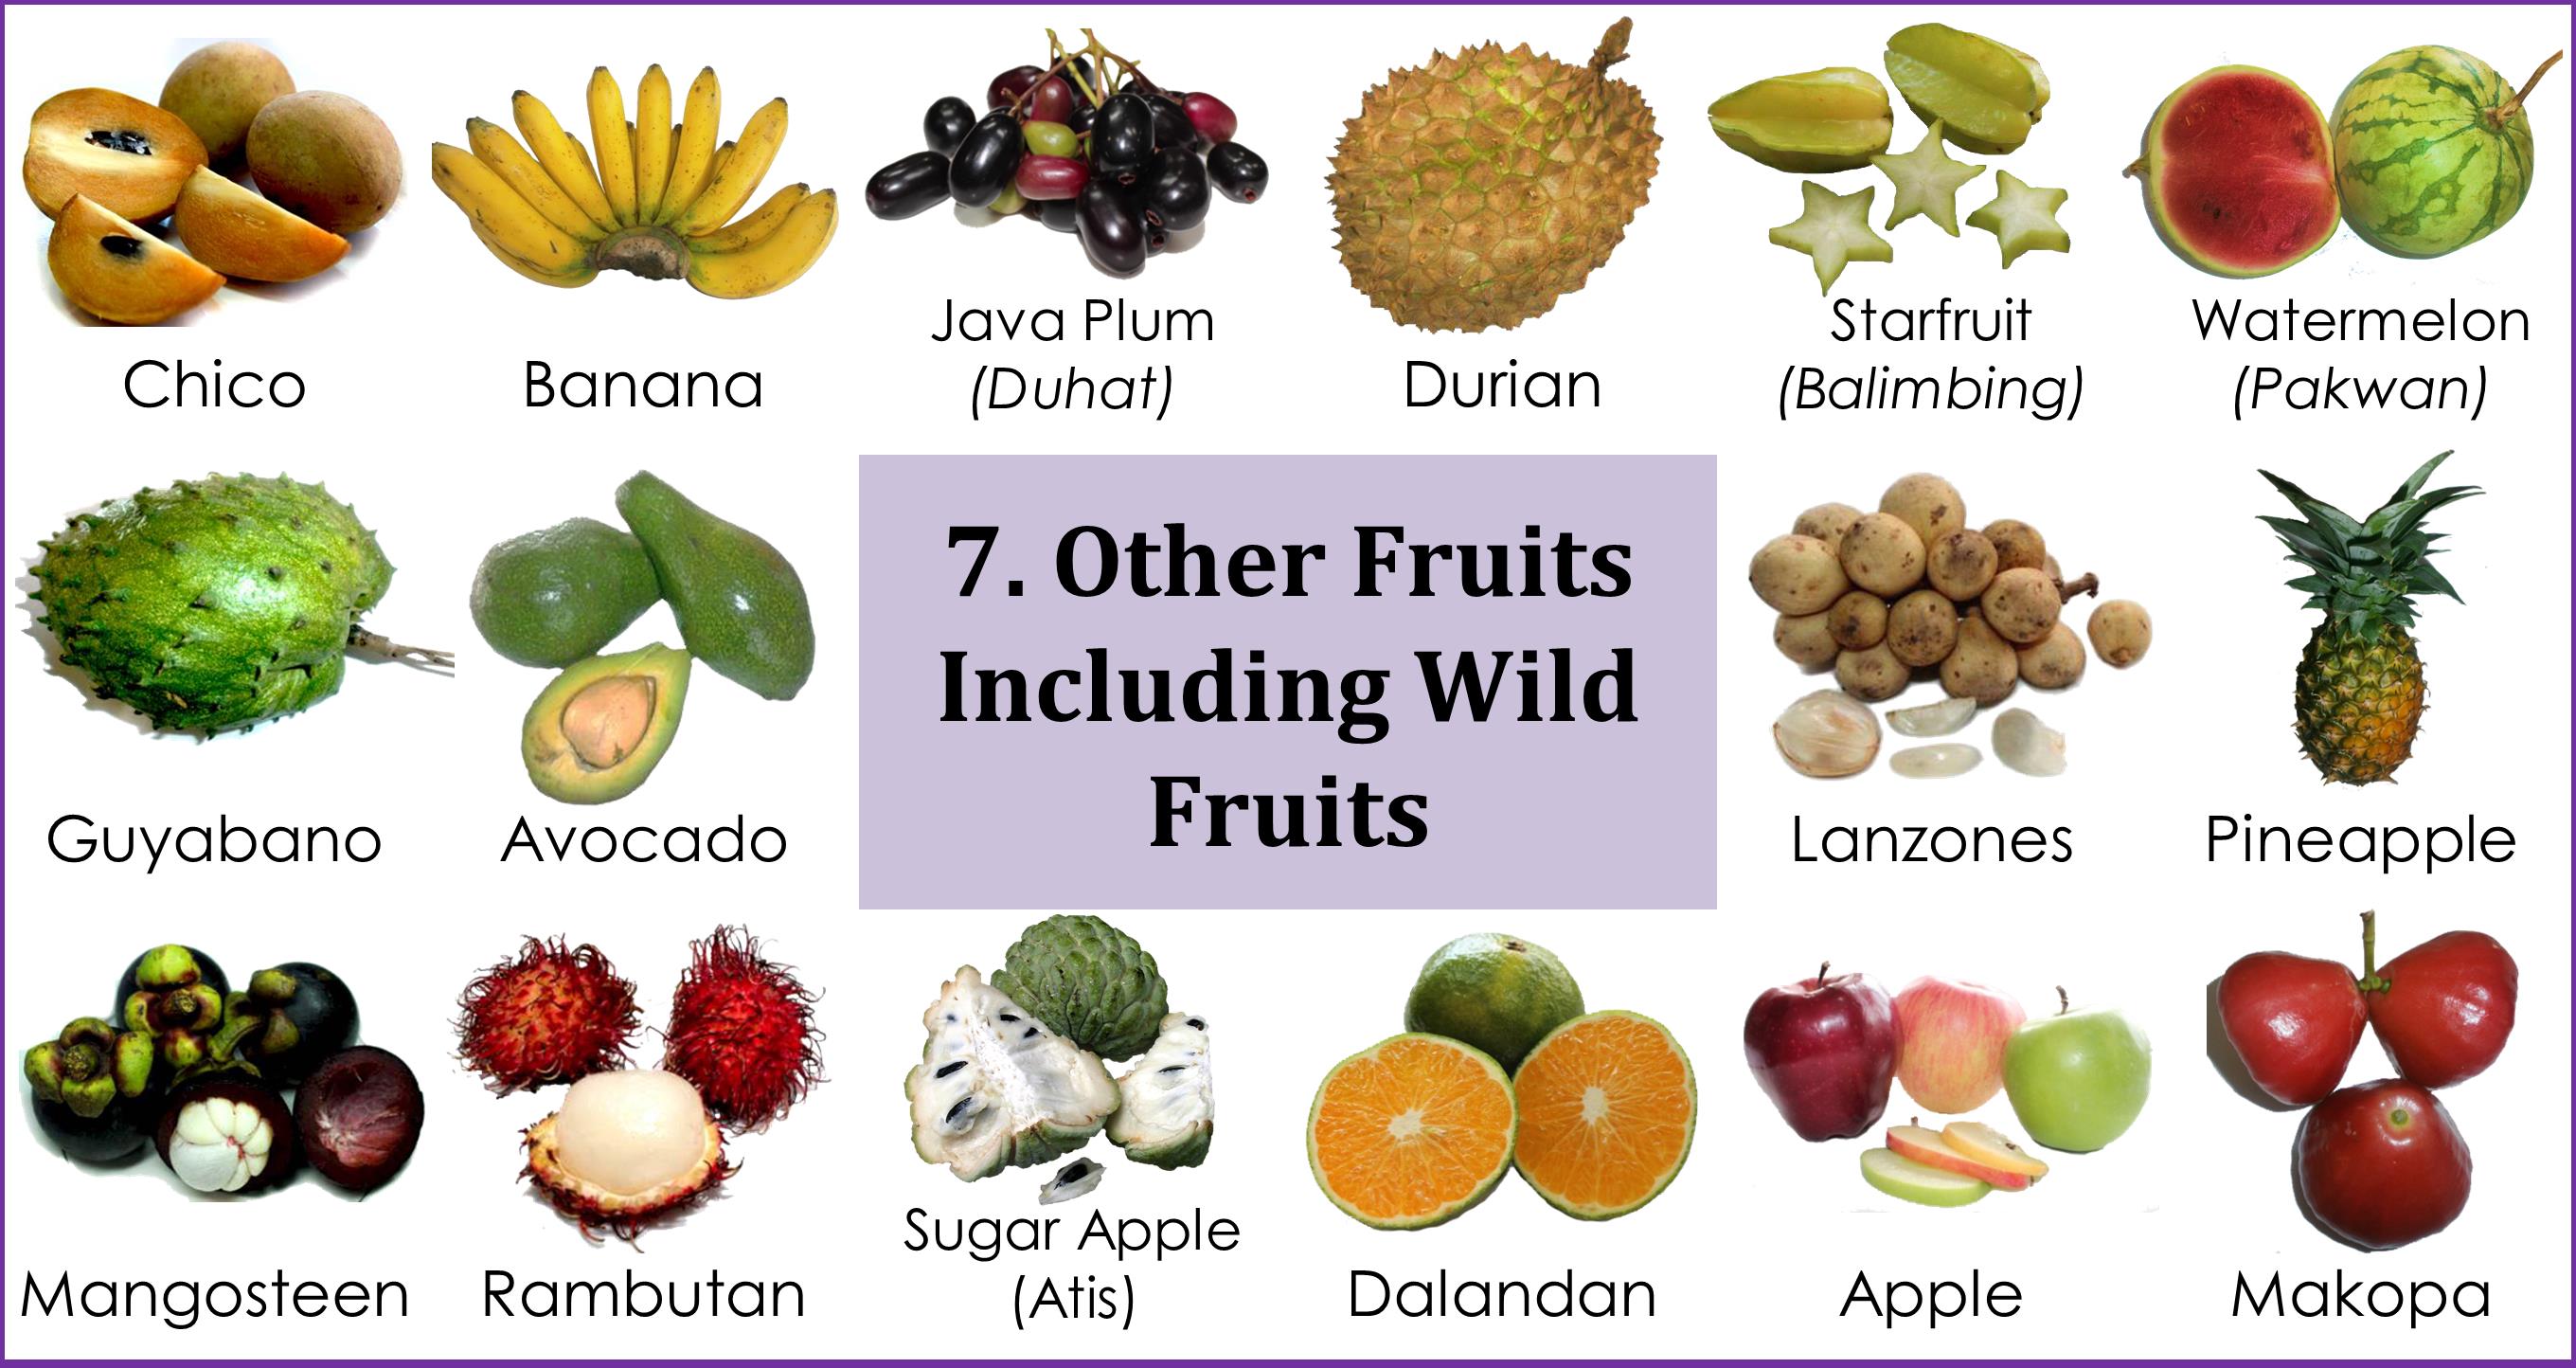 Chico
Banana
Java Plum
(Duhat)
Durian
Starfruit
(Balimbing)
Watermelon
(Pakwan)
Guyabano
Avocado
7. Other Fruits
Including Wild
Fruits
Lanzones
Pineapple
Mangosteen
Rambutan
Sugar Apple
(Atis)
Dalandan
Apple
Makopa